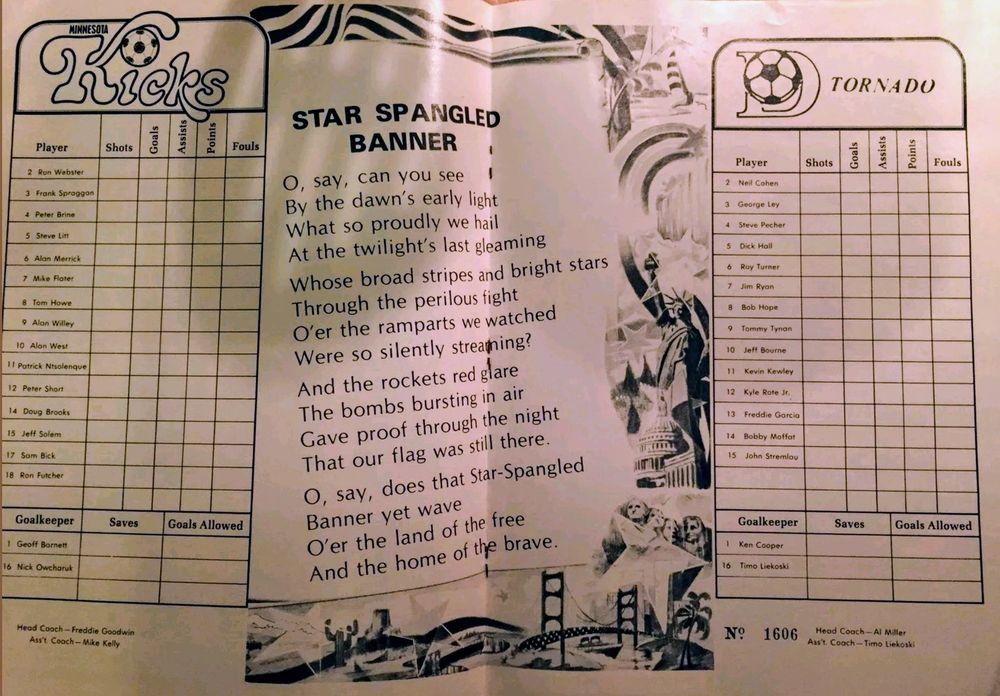 MINNESOTA
Kicks
Player Shots Goals Assists Points Fouls
2 Ron Webster
3 Frank Spraggon
4 Peter Brine
5 Steve Litt
6 Alan Merrick
7 Mike Flater
8 Tom Howe
9 Alan Willey
10 Alan West
11 Patrick Ntsolenque
12 Peter Short
14 Doug Brooks
15 Jeff Solem
17 Sam Bick
18 Ron Futcher
Goalkeeper Saves Goals Allowed
1 Geoff Barnett
16 Nick Owcharuk
Head Coach—Freddie Goodwin
Ass't. Coach—Mike Kelly
STAR SPANGLED
BANNER
O, say, can you see
By the dawn's early light
What so proudly we hail
At the twilight's last gleaming
Whose broad stripes and bright stars
Through the perilous fight
O'er the ramparts we watched
Were so silently streaming?
And the rockets red glare
The bombs bursting in air
Gave proof through the night
That our flag was still there.
O, say, does that Star-Spangled
Banner yet wave
O'er the land of the free
And the home of the brave.
D TORNADO
Player Shots Goals Assists Points Fouls
2 Neil Cohen
3 George Ley
4 Steve Pecher
5 Dick Hall
6 Roy Turner
7 Jim Ryan
8 Bob Hope
9 Tommy Tynan
10 Jeff Bourne
11 Kevin Kewley
12 Kyle Rote Jr.
13 Freddie Garcia
14 Bobby Moffat
15 John Stremlau
Goalkeeper Saves Goals Allowed
1 Ken Cooper
16 Timo Liekoski
Nº 1606
Head Coach—Al Miller
Ass't. Coach—Timo Liekoski